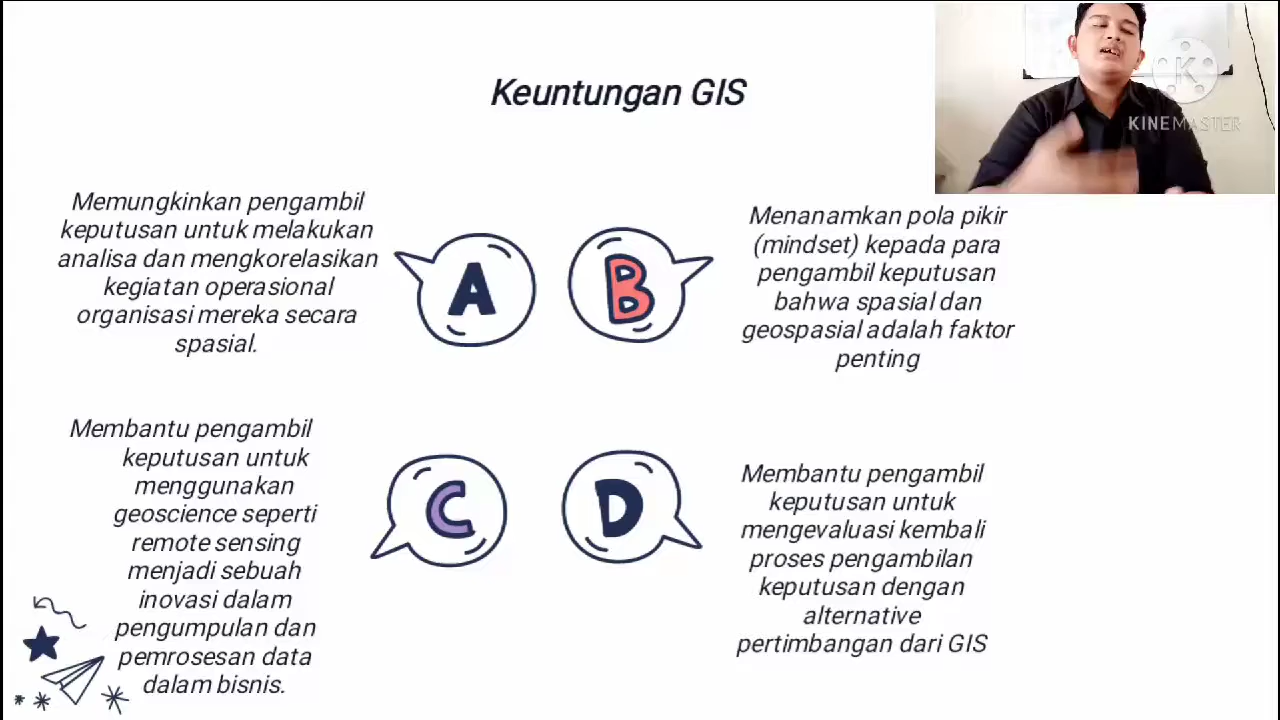 Keuntungan GIS
KINEMASTER
K
Memungkinkan pengambil
keputusan untuk melakukan
analisa dan mengkorelasikan
kegiatan operasional
organisasi mereka secara
spasial.
A
B
Menanamkan pola pikir
(mindset) kepada para
pengambil keputusan
bahwa spasial dan
geospasial adalah faktor
penting
Membantu pengambil
keputusan untuk
menggunakan
geoscience seperti
remote sensing
menjadi sebuah
inovasi dalam
pengumpulan dan
pemrosesan data
dalam bisnis.
C
D
Membantu pengambil
keputusan untuk
mengevaluasi kembali
proses pengambilan
keputusan dengan
alternative
pertimbangan dari GIS